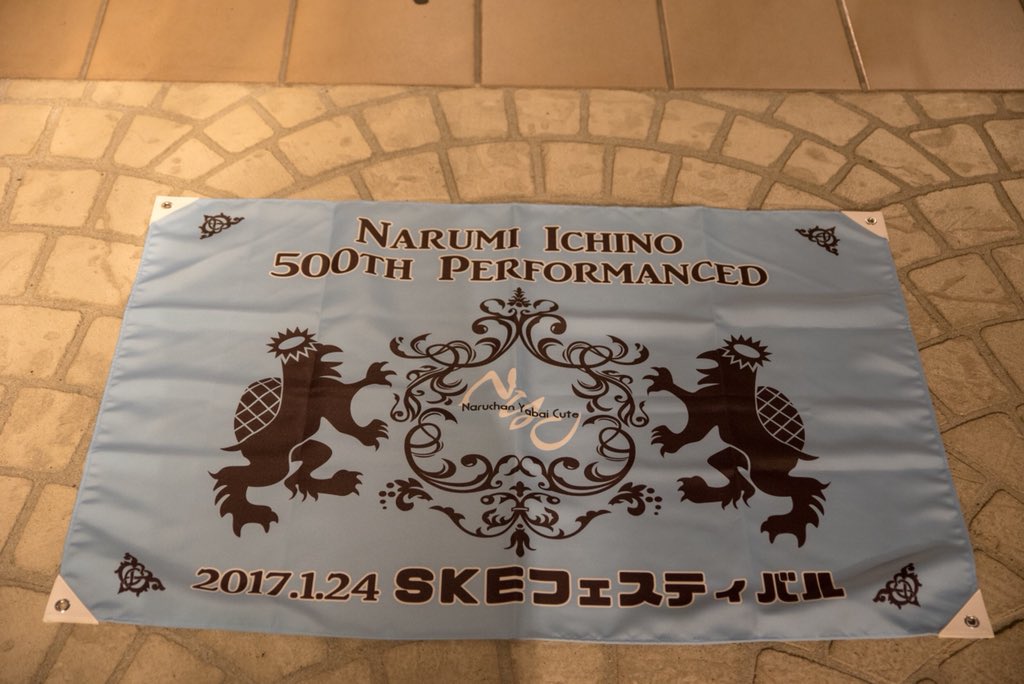 NARUMI ICHINO
500TH PERFORMANCED
Naruchan Yabai Cute
2017.1.24 SKEフェスティバル